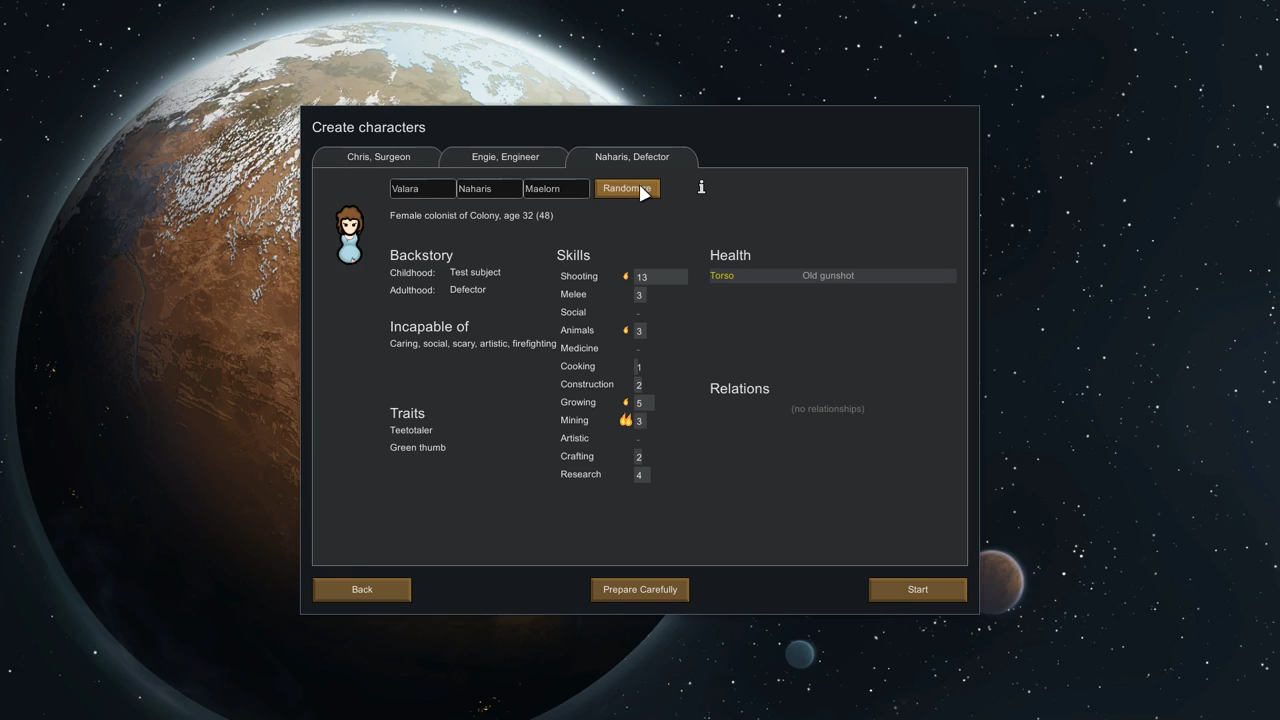 Create characters
Chris, Surgeon
Engie, Engineer
Naharis, Defector
Valara
Naharis
Maelorn
i
Female colonist of Colony, age 32 (48)
Backstory
Childhood: Test subject
Adulthood: Defector
Incapable of
Caring, social, scary, artistic, firefighting
Traits
Teetotaler
Green thumb
Skills
Shooting 13
Melee 3
Social -
Animals 3
Medicine -
Cooking 1
Construction 2
Growing 5
Mining 3
Artistic -
Crafting 2
Research 4
Health
Torso Old gunshot
Relations
(no relationships)
Back
Prepare Carefully
Start